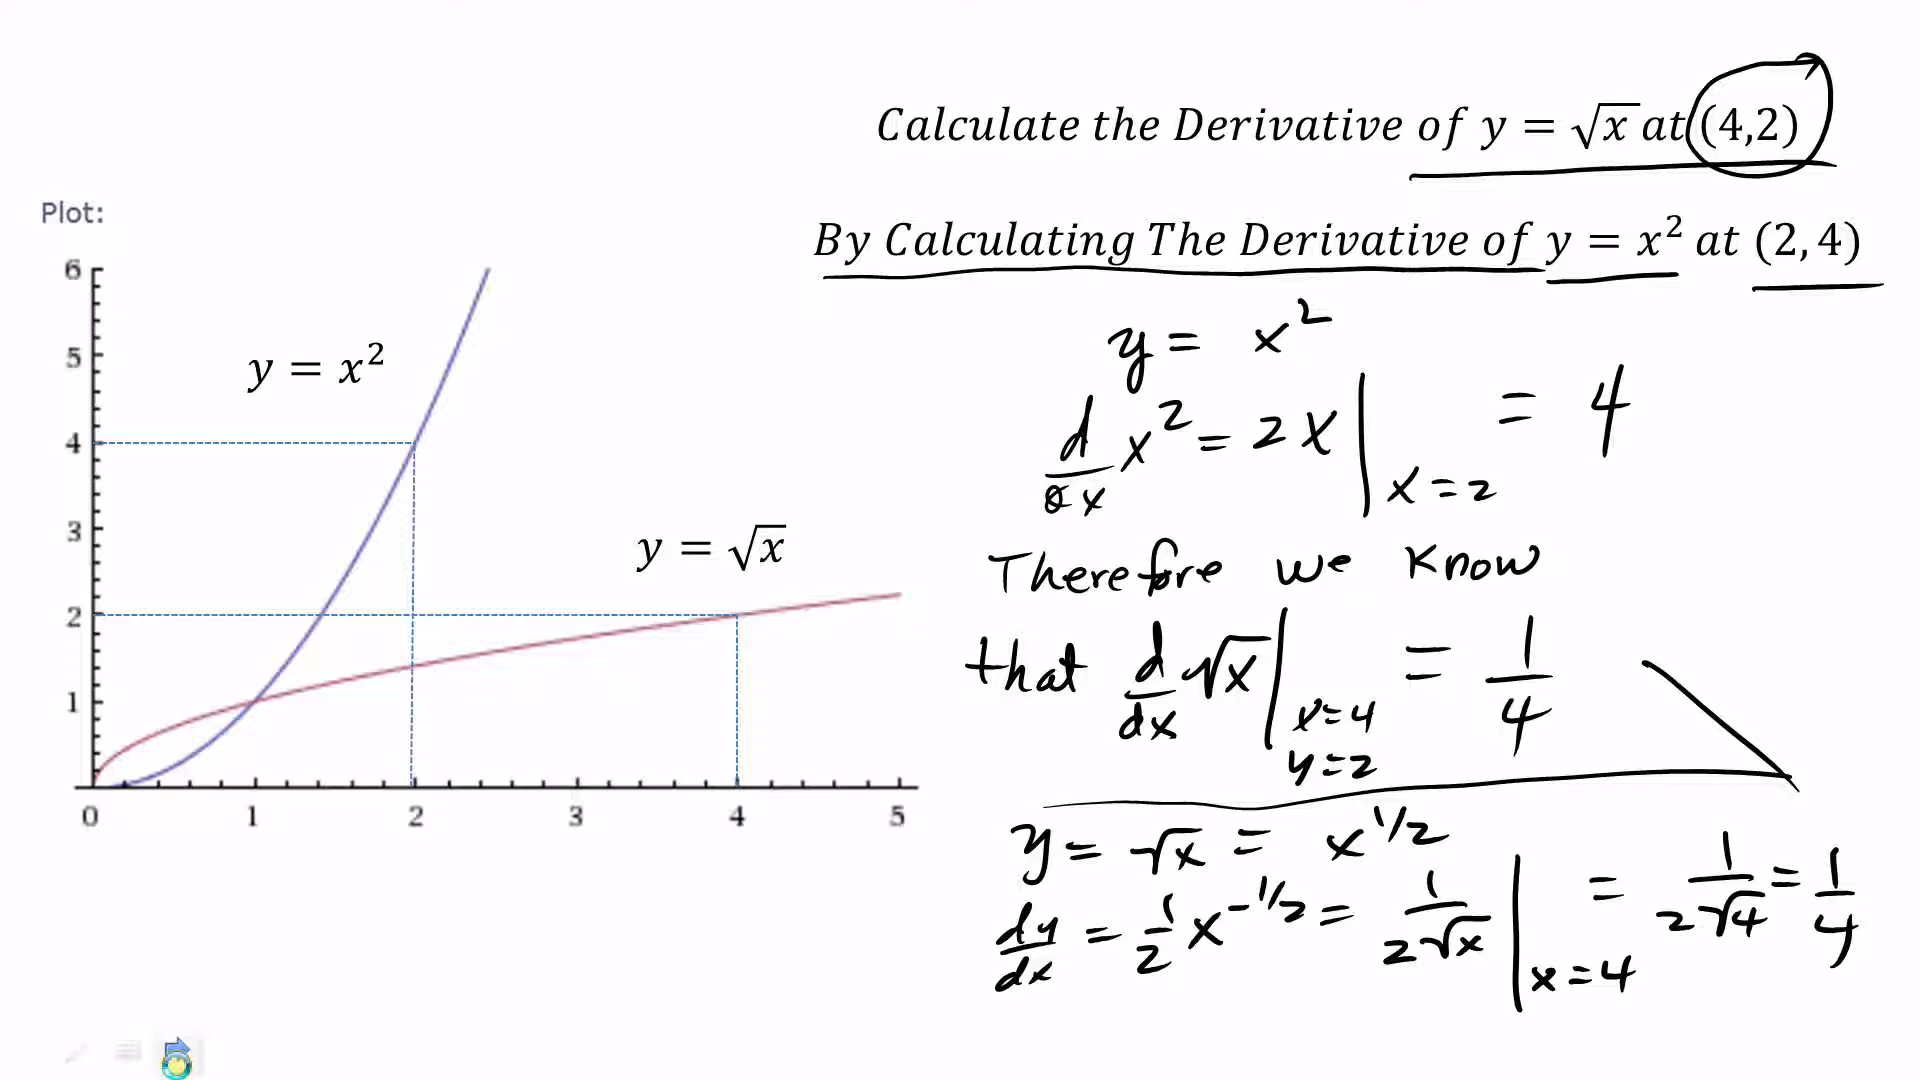 Calculate the Derivative of y = √x at (4,2)
By Calculating The Derivative of y = x² at (2,4)
Plot:
6
5
4
3
2
1
0 1 2 3 4 5
y = x²
y = √x
y = x²
d/dx x² = 2x | x=2 = 4
Therefore we know
that d/dx √x | x=4 y=2 = 1/4
y = √x = x^1/2
dy/dx = 1/2 x^-1/2 = 1/2√x | x=4 = 1/2√4 = 1/4